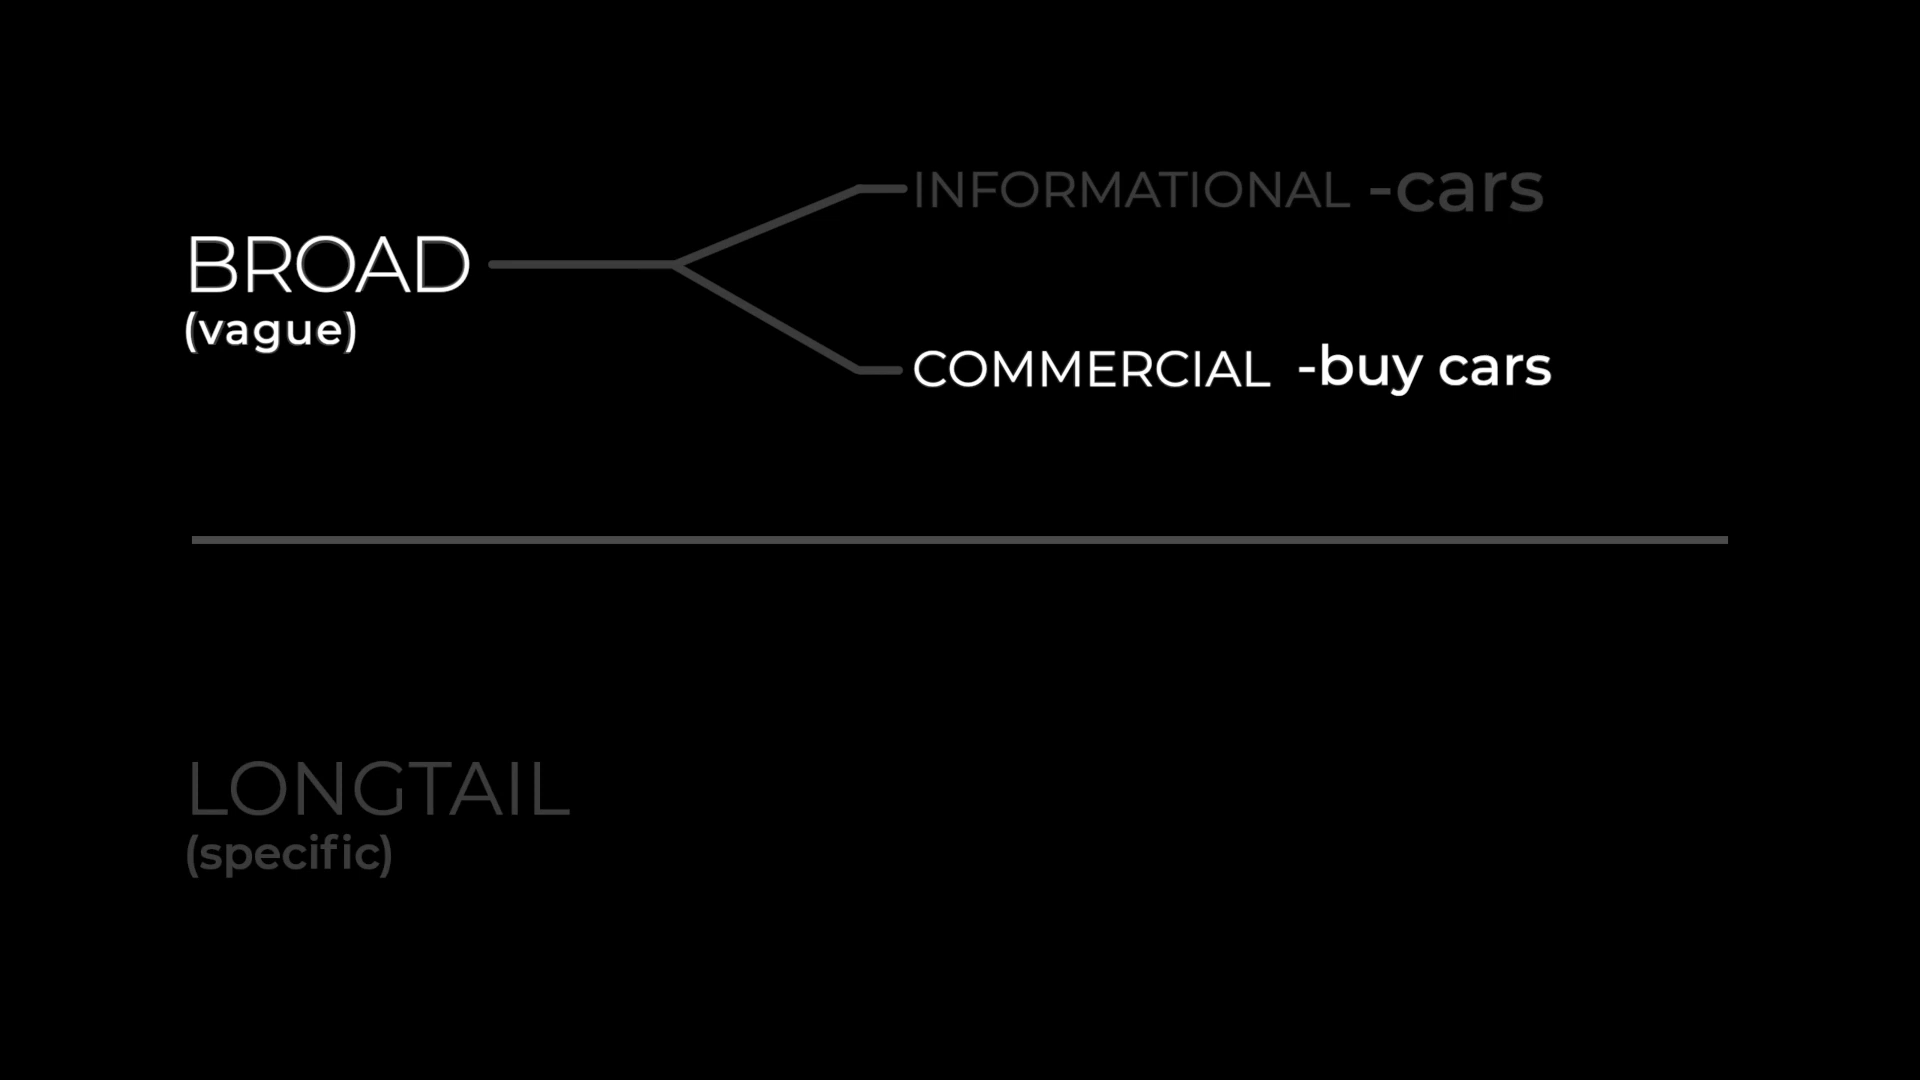 INFORMATIONAL -cars
BROAD
(vague)
COMMERCIAL -buy cars
LONGTAIL
(specific)